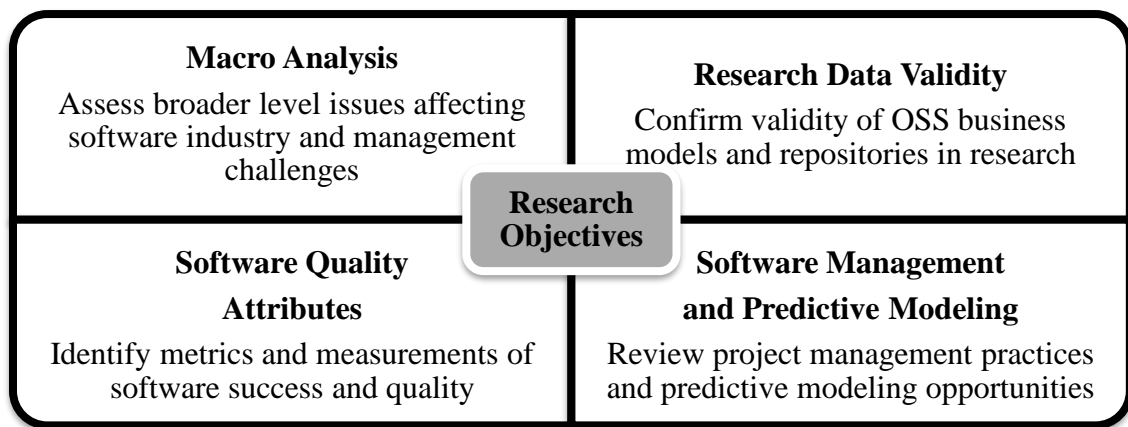 Macro Analysis
Assess broader level issues affecting
software industry and management
challenges
Research Data Validity
Confirm validity of OSS business
models and repositories in research
Research
Objectives
Software Quality
Attributes
Identify metrics and measurements of
software success and quality
Software Management
and Predictive Modeling
Review project management practices
and predictive modeling opportunities